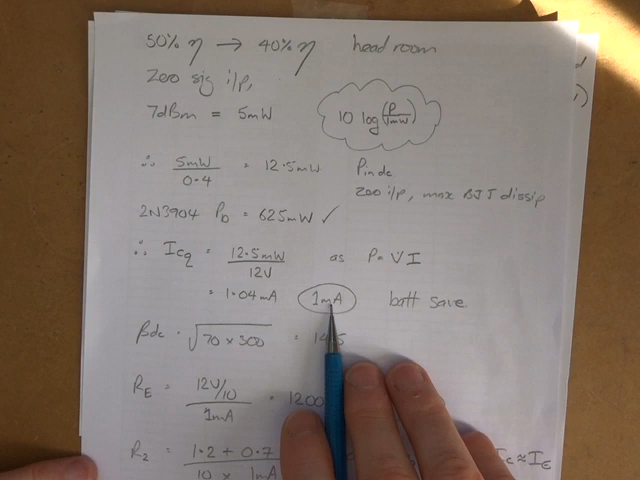 50% η → 40% η head room
Zero sig i/p,
7dBm = 5mW
10 log (P/1mW)
∴ 5mW/0.4 = 12.5mW Pindc
Zero i/p, max BJT dissip
2N3904 PD = 625mW ✓
∴ Icq = 12.5mW/12V as P=VI
= 1.04mA 1mA batt save.
βdc = √70 x 300 =
RE = 12V/10/1mA = 1200
R2 = 1.2 + 0.7/10 x 1mA
Ic≈IE